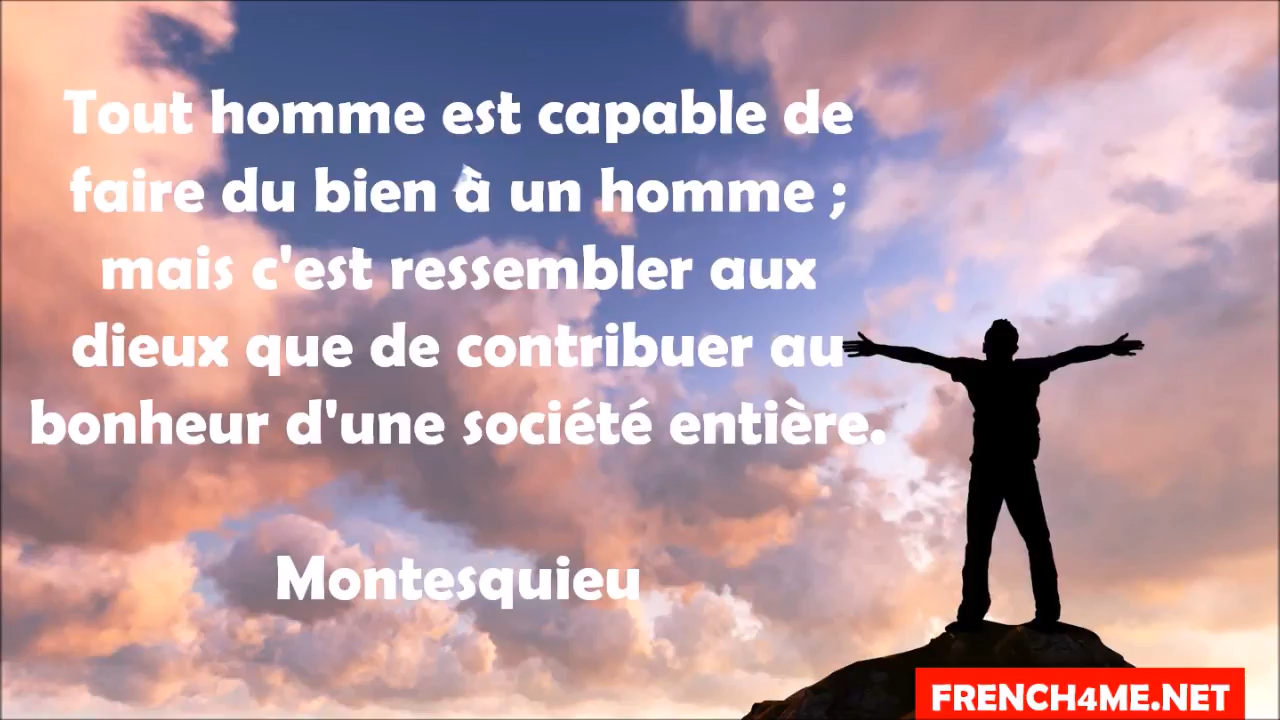 Tout homme est capable de
faire du bien à un homme ;
mais c'est ressembler aux
dieux que de contribuer au
bonheur d'une société entière.
Montesquieu
FRENCH4ME.NET